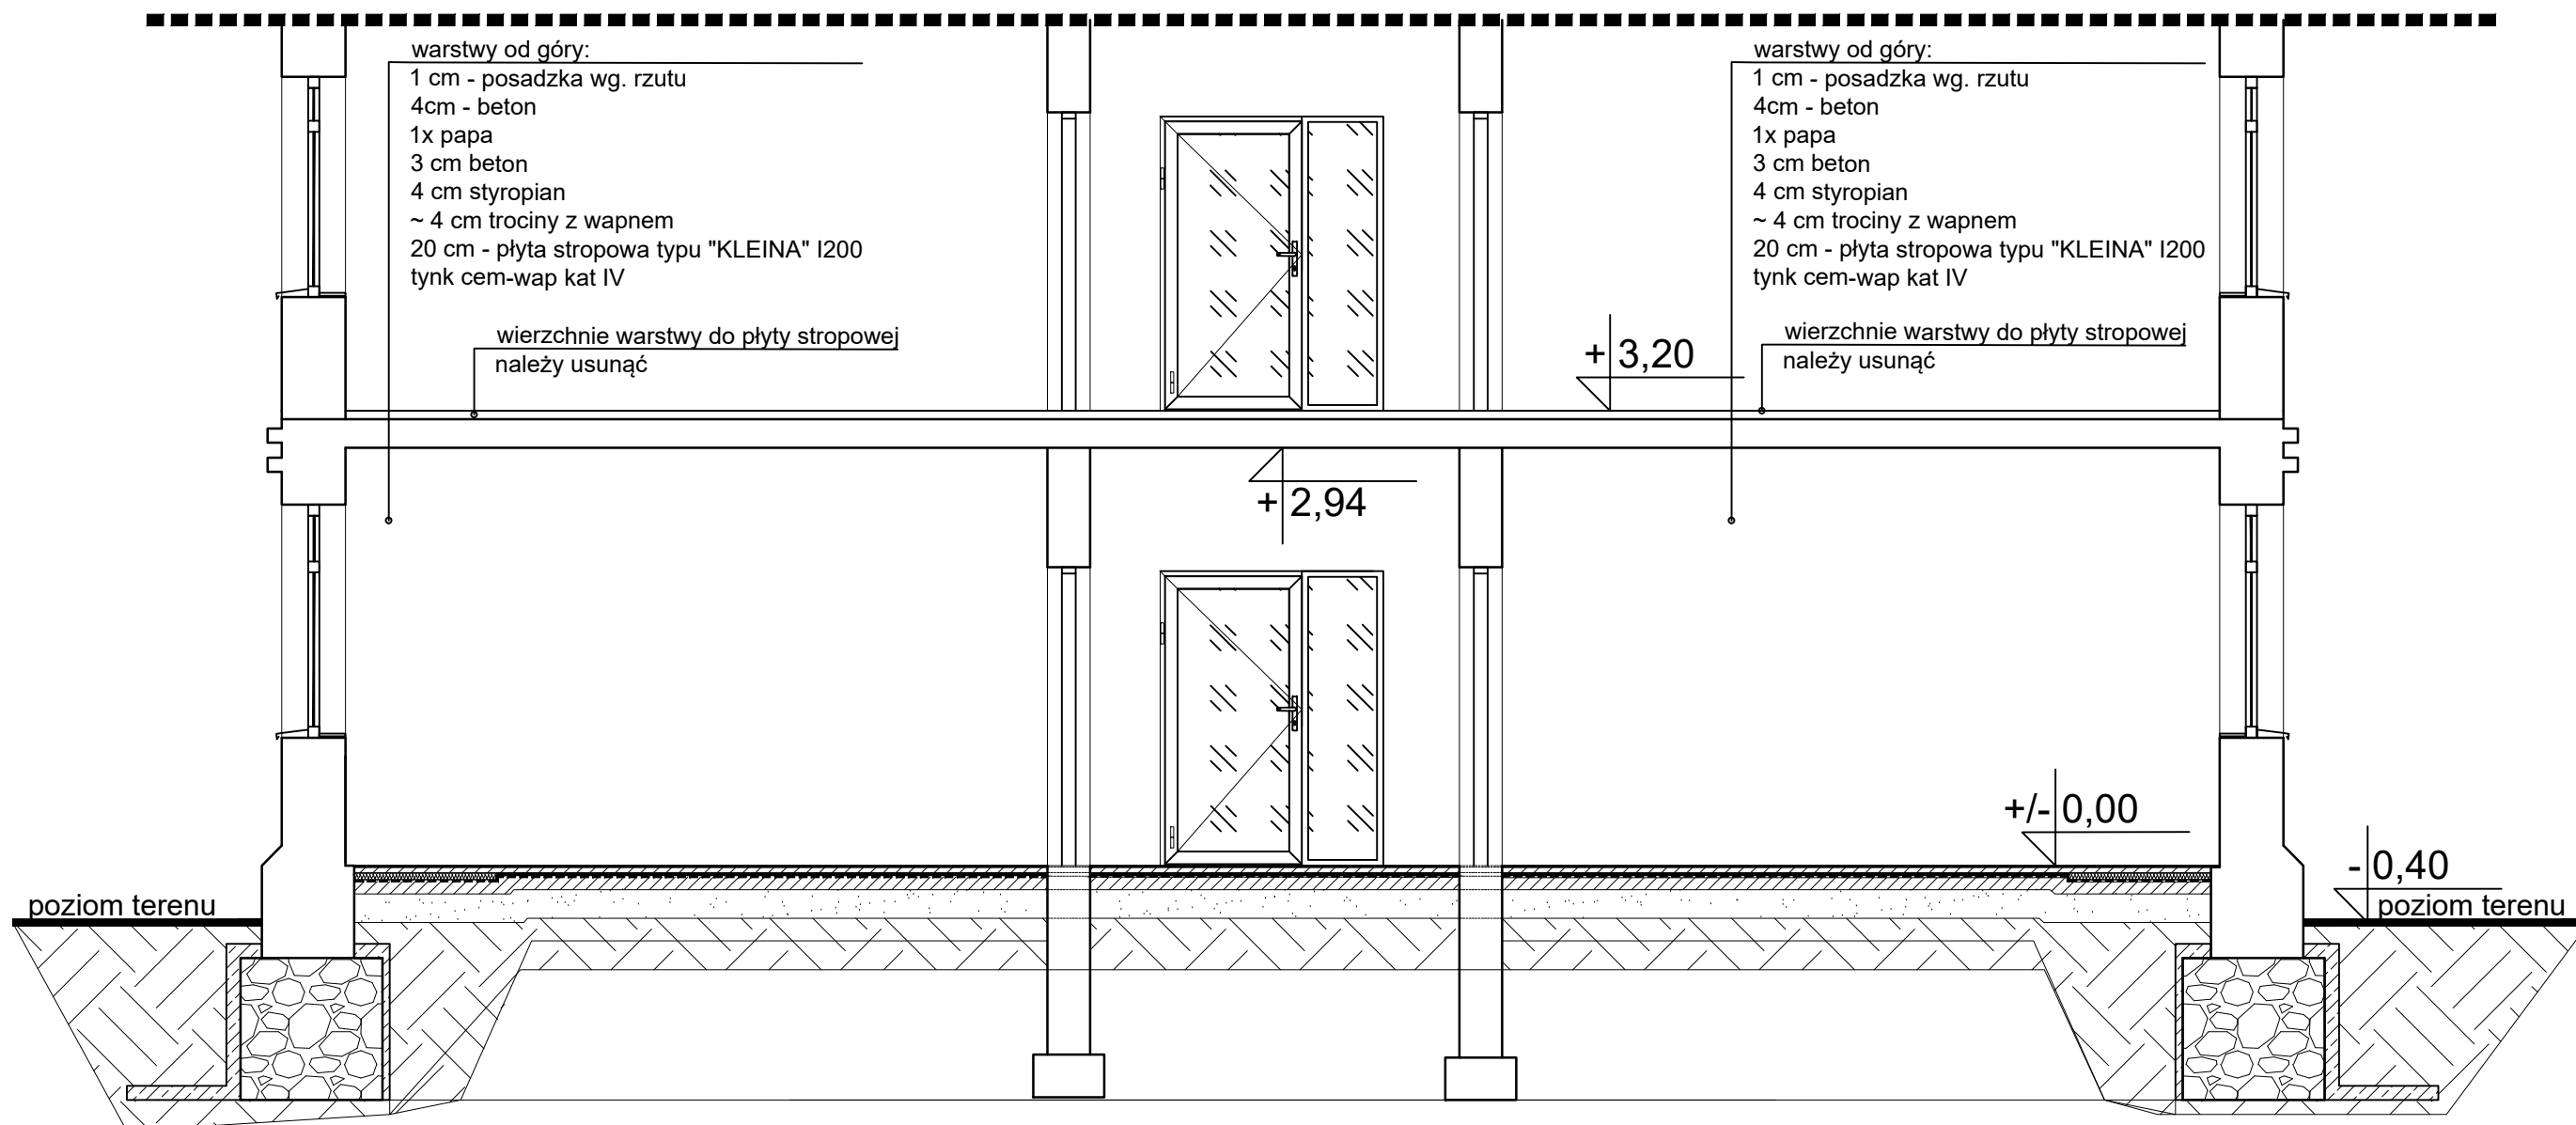 warstwy od góry:
1 cm - posadzka wg. rzutu
4cm - beton
1x papa
3 cm beton
4 cm styropian
~ 4 cm trociny z wapnem
20 cm - płyta stropowa typu "KLEINA" I200
tynk cem-wap kat IV
wierzchnie warstwy do płyty stropowej
należy usunąć
warstwy od góry:
1 cm - posadzka wg. rzutu
4cm - beton
1x papa
3 cm beton
4 cm styropian
~ 4 cm trociny z wapnem
20 cm - płyta stropowa typu "KLEINA" I200
tynk cem-wap kat IV
wierzchnie warstwy do płyty stropowej
należy usunąć
+ 3,20
+ 2,94
+/- 0,00
- 0,40
poziom terenu
poziom terenu